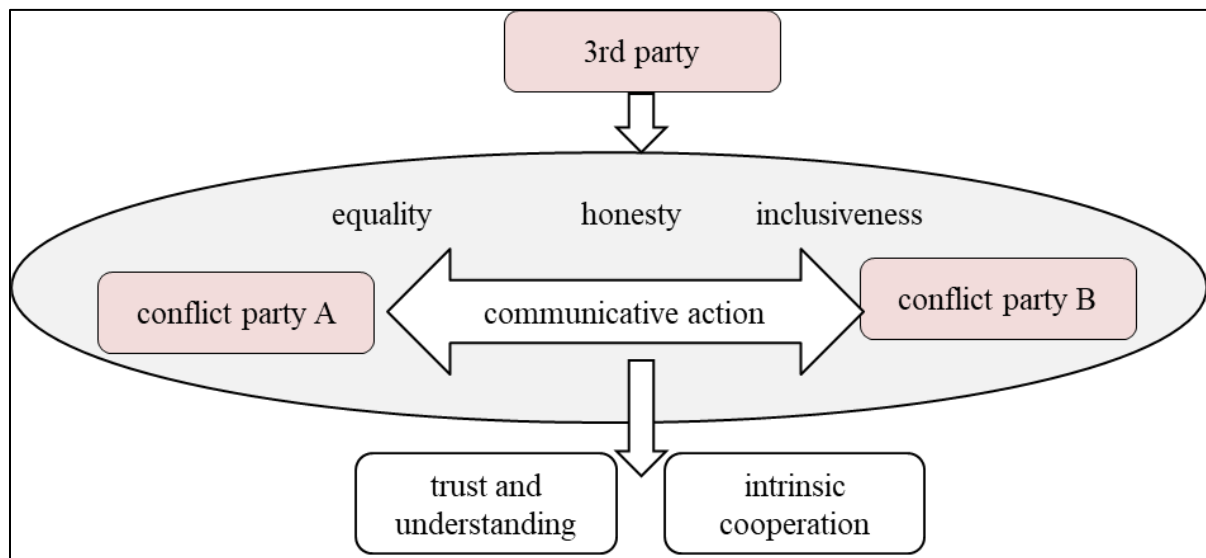 3rd party
equality honesty inclusiveness
conflict party A
communicative action
conflict party B
trust and
understanding
intrinsic
cooperation